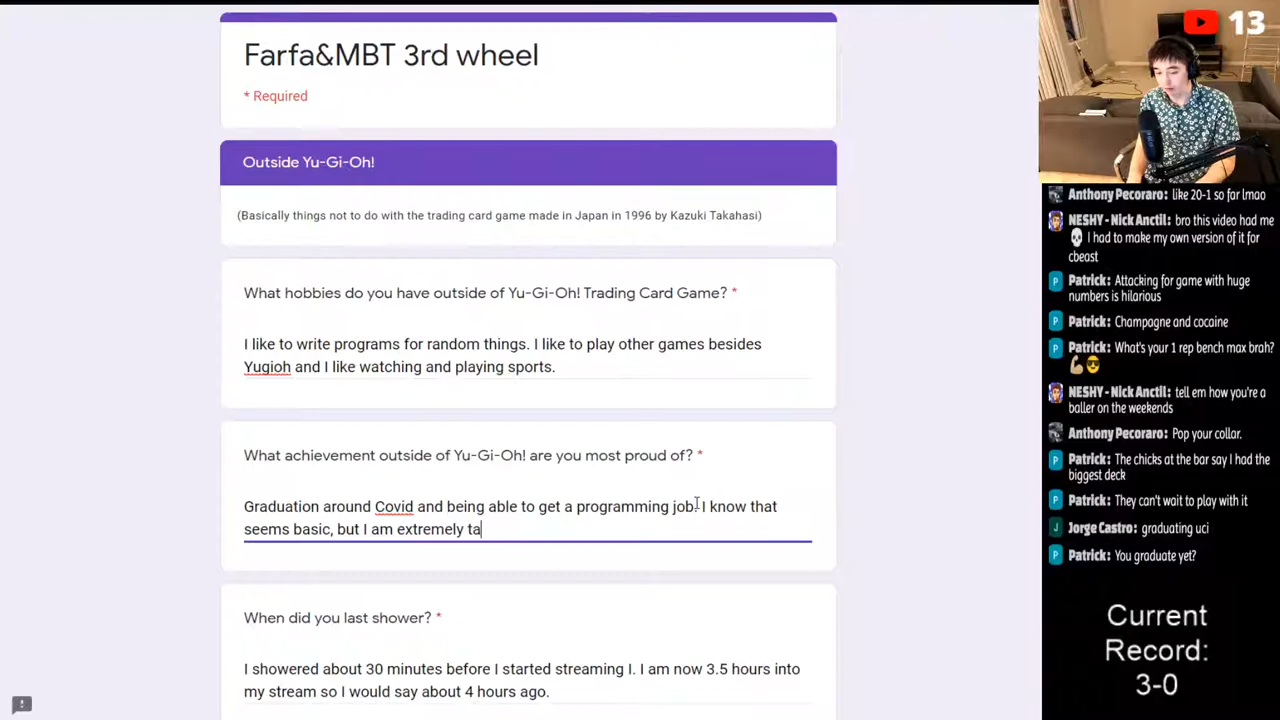 Farfa&MBT 3rd wheel
* Required
Outside Yu-Gi-Oh!
(Basically things not to do with the trading card game made in Japan in 1996 by Kazuki Takahasi)
What hobbies do you have outside of Yu-Gi-Oh! Trading Card Game? *
I like to write programs for random things. I like to play other games besides
Yugioh and I like watching and playing sports.
What achievement outside of Yu-Gi-Oh! are you most proud of? *
Graduation around Covid and being able to get a programming job. I know that
seems basic, but I am extremely ta
When did you last shower? *
I showered about 30 minutes before I started streaming I. I am now 3.5 hours into
my stream so I would say about 4 hours ago.
13
Anthony Pecoraro: like 20-1 so far lmao
NESHY - Nick Anctil: bro this video had me
💀 I had to make my own version of it for
cbeast
P Patrick: Attacking for game with huge
numbers is hilarious
P Patrick: Champagne and cocaine
P Patrick: What's your 1 rep bench max brah?
💪😎
NESHY - Nick Anctil: tell em how you're a
baller on the weekends
Anthony Pecoraro: Pop your collar.
P Patrick: The chicks at the bar say I had the
biggest deck
P Patrick: They can't wait to play with it
J Jorge Castro: graduating uci
P Patrick: You graduate yet?
Current
Record:
3-0